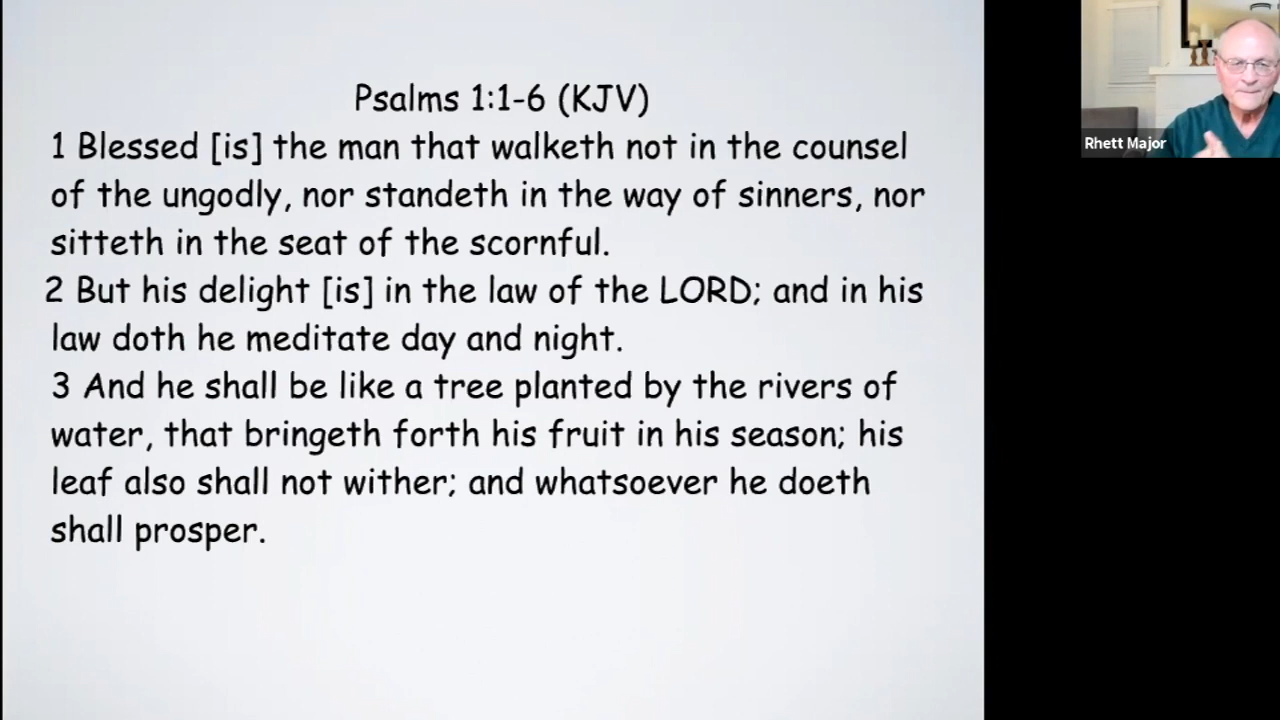 Psalms 1:1-6 (KJV)
1 Blessed [is] the man that walketh not in the counsel
of the ungodly, nor standeth in the way of sinners, nor
sitteth in the seat of the scornful.
2 But his delight [is] in the law of the LORD; and in his
law doth he meditate day and night.
3 And he shall be like a tree planted by the rivers of
water, that bringeth forth his fruit in his season; his
leaf also shall not wither; and whatsoever he doeth
shall prosper.
Rhett Major